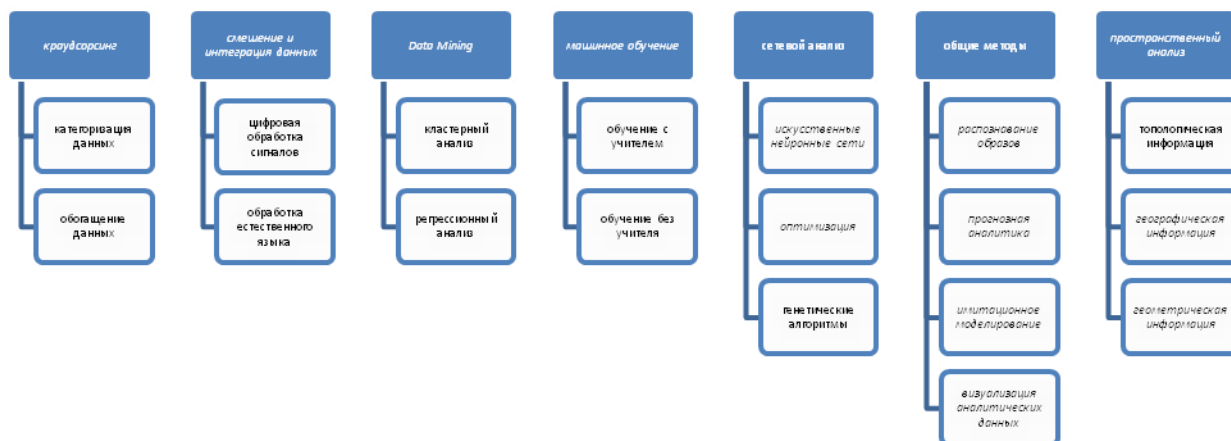 краудсорсинг
категоризация
данных
обогащение
данных
смешение и
интеграция данных
цифровая
обработка
сигналов
обработка
естественного
языка
Data Mining
кластерный
анализ
регрессионный
анализ
машинное обучение
обучение с
учителем
обучение без
учителя
сетевой анализ
искусственные
нейронные сети
оптимизация
генетические
алгоритмы
общие методы
распознавание
образов
прогнозная
аналитика
имитационное
моделирование
визуализация
аналитических
данных
пространственный
анализ
топологическая
информация
географическая
информация
геометрическая
информация